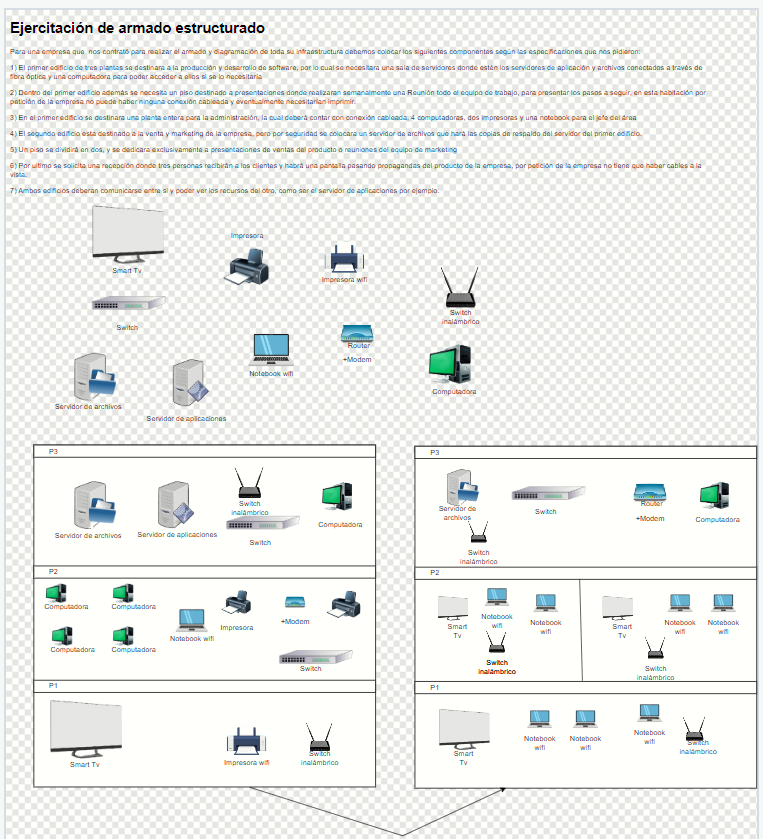 Ejercitación de armado estructurado
Para una empresa que nos contrató para realizar el armado y diagramación de toda su infraestructura debemos colocar los siguientes componentes según las especificaciones que nos pidieron:
1) El primer edificio de tres plantas se destinara a la producción y desarrollo de software, por lo cual se necesitara una sala de servidores donde estén los servidores de aplicación y archivos conectados a través de
fibra óptica y una computadora para poder acceder a ellos si se lo necesitaría
2) Dentro del primer edificio además se necesita un piso destinado a presentaciones donde realizaran semanalmente una Reunión todo el equipo de trabajo, para presentar los pasos a seguir, en esta habitación por
petición de la empresa no puede haber ninguna conexión cableada y eventualmente necesitarían imprimir.
3) En el primer edificio se destinara una planta entera para la administración, la cual deberá contar con conexión cableada, 4 computadoras, dos impresoras y una notebook para el jefe del área
4) El segundo edificio esta destinado a la venta y marketing de la empresa, pero por seguridad se colocara un servidor de archivos que hará las copias de respaldo del servidor del primer edificio.
5) Un piso se dividirá en dos, y se dedicara exclusivamente a presentaciones de ventas del producto o reuniones del equipo de marketing
6) Por ultimo se solicita una recepción donde tres personas recibirán a los clientes y habrá una pantalla pasando propagandas del producto de la empresa, por petición de la empresa no tiene que haber cables a la
vista.
7) Ambos edificios deberan comunicarse entre si y poder ver los recursos del otro, como ser el servidor de aplicaciones por ejemplo.
Impresora
Smart Tv
Impresora wifi
Switch
inalámbrico
Switch
Router
+Modem
Notebook wifi
Computadora
Servidor de archivos
Servidor de aplicaciones
P3
Servidor de archivos
Servidor de aplicaciones
Switch
inalámbrico
Switch
Computadora
P2
Computadora
Computadora
Computadora
Computadora
Notebook wifi
Impresora
+Modem
Switch
P1
Smart Tv
Impresora wifi
Switch
inalámbrico
P3
Servidor de
archivos
Switch
inalámbrico
Switch
Router
+Modem
Computadora
P2
Smart
Tv
Notebook
wifi
Notebook
wifi
Switch
inalámbrico
Smart
Tv
Notebook
wifi
Notebook
wifi
Switch
inalámbrico
P1
Smart
Tv
Notebook
wifi
Notebook
wifi
Notebook
wifi
Switch
inalámbrico